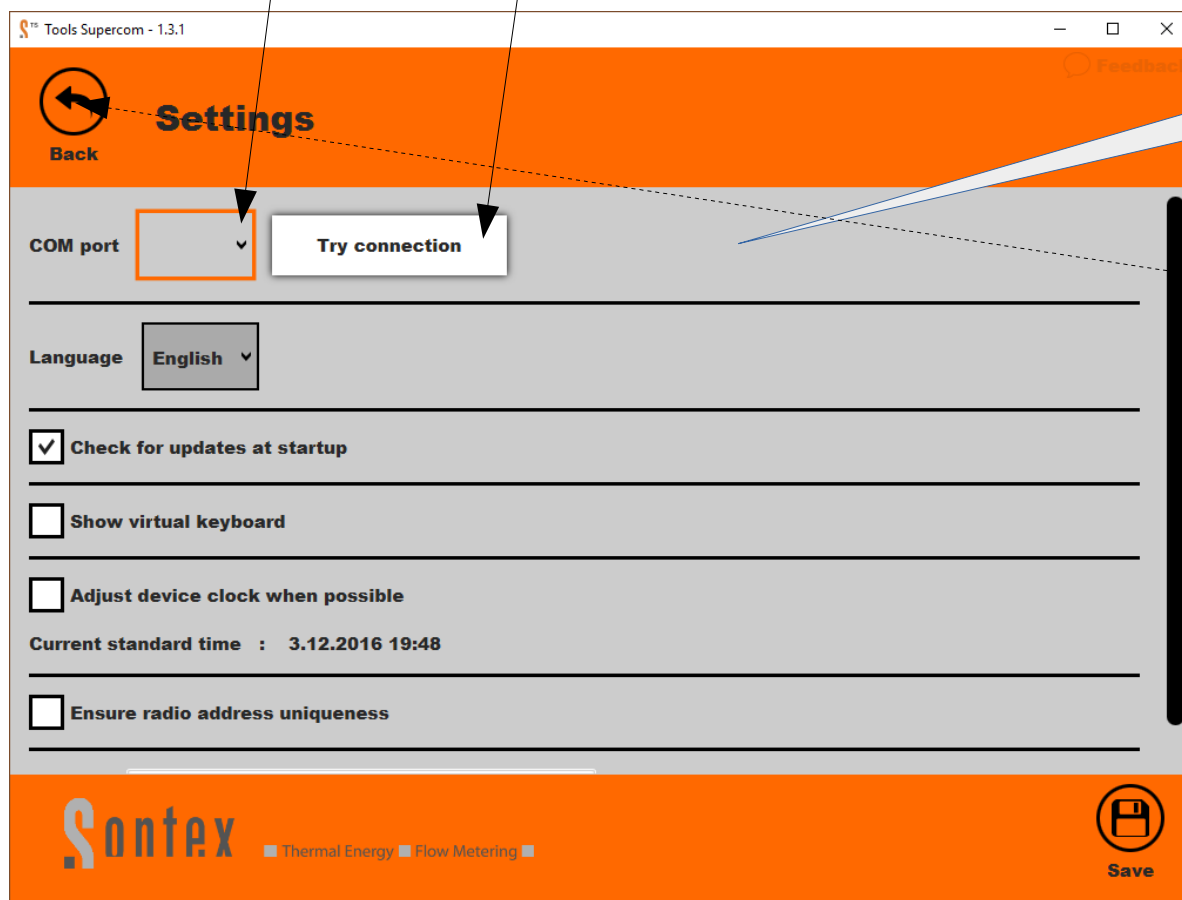 TS Tools Supercom - 1.3.1
Feedbac
Settings
Back
COM port Try connection
Language English
Check for updates at startup
Show virtual keyboard
Adjust device clock when possible
Current standard time : 3.12.2016 19:48
Ensure radio address uniqueness
Sontex Thermal Energy Flow Metering
Save